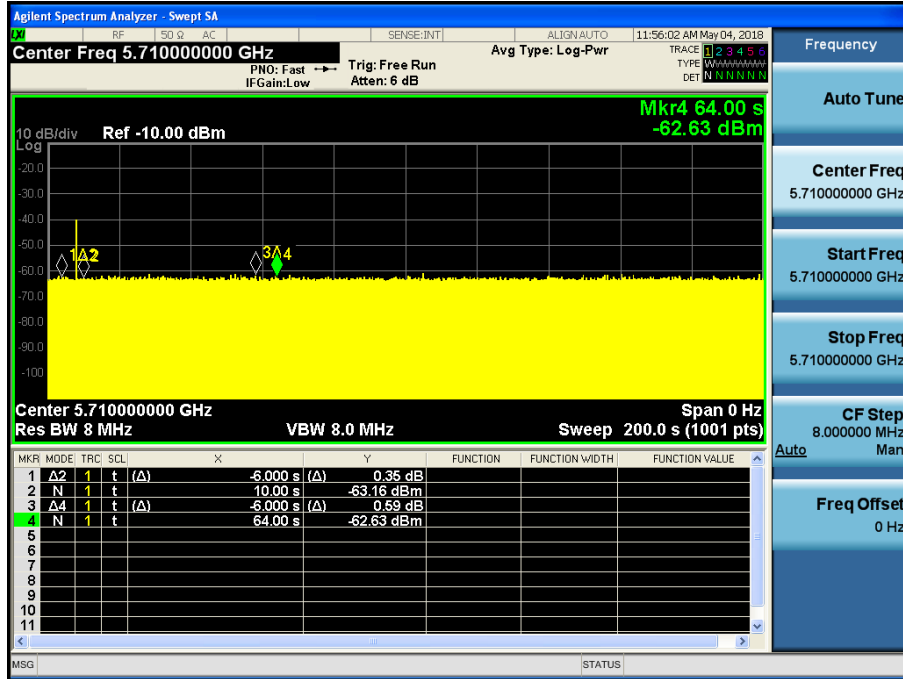 Agilent Spectrum Analyzer - Swept SA
LXI RF 50 Ω AC SENSE:INT ALIGNAUTO 11:56:02 AM May 04, 2018
Center Freq 5.710000000 GHz
PNO: Fast
IFGain:Low
Trig: Free Run
Atten: 6 dB
Avg Type: Log-Pwr
TRACE 1 2 3 4 5 6
TYPE WWWWWW
DET N N N N N N
Frequency
Mkr4 64.00 s
-62.63 dBm
10 dB/div Ref -10.00 dBm
Log
-20.0
-30.0
-40.0
-50.0
-60.0
-70.0
-80.0
-90.0
-100
1Δ2
3Δ4
Center 5.710000000 GHz Span 0 Hz
Res BW 8 MHz VBW 8.0 MHz Sweep 200.0 s (1001 pts)
MKR MODE TRC SCL X Y FUNCTION FUNCTION WIDTH FUNCTION VALUE
1 Δ2 1 t (Δ) -6.000 s (Δ) 0.35 dB
2 N 1 t 10.00 s -63.16 dBm
3 Δ4 1 t (Δ) -6.000 s (Δ) 0.59 dB
4 N 1 t 64.00 s -62.63 dBm
5
6
7
8
9
10
11
MSG STATUS
Auto Tune
Center Freq
5.710000000 GHz
Start Freq
5.710000000 GHz
Stop Freq
5.710000000 GHz
CF Step
8.000000 MHz
Auto Man
Freq Offset
0 Hz